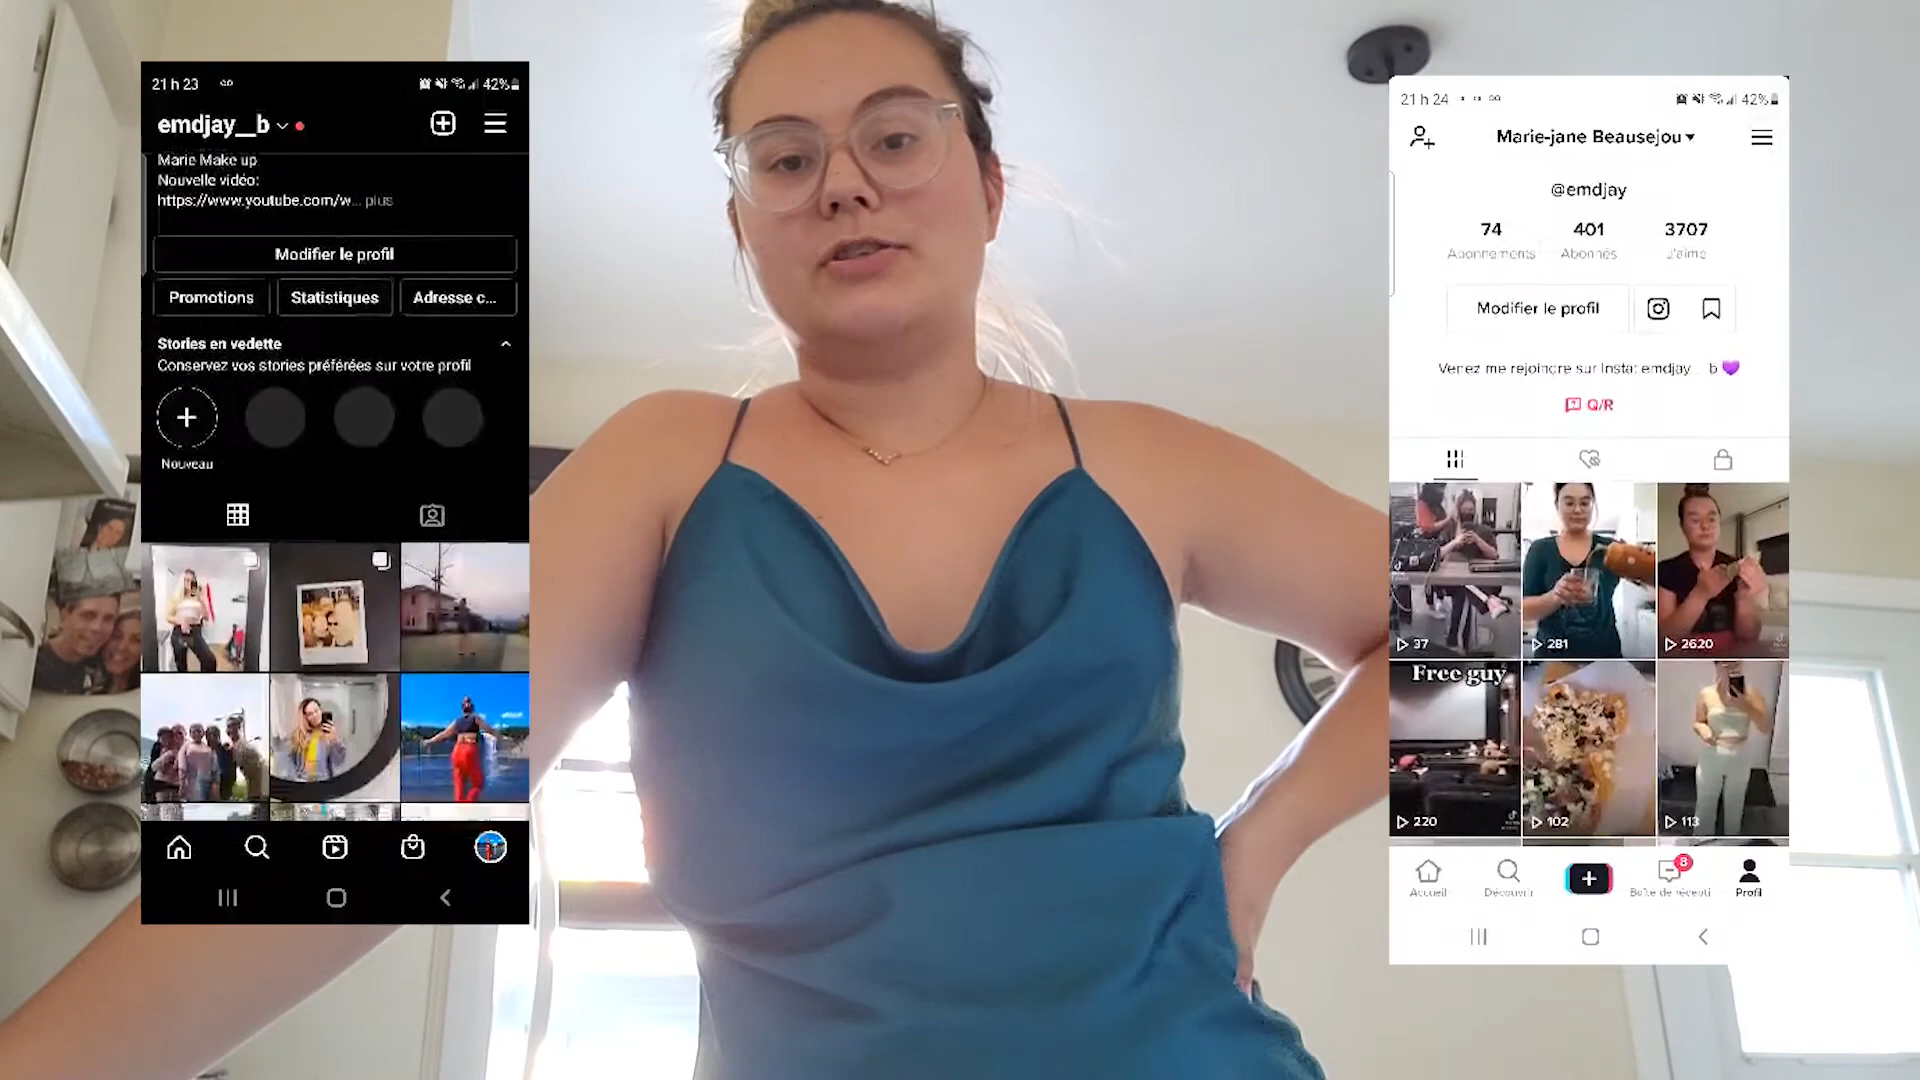 21 h 23
42%
emdjay__b
Marie Make up
Nouvelle vidéo:
https://www.youtube.com/w... plus
Modifier le profil
Promotions
Statistiques
Adresse c...
Stories en vedette
Conservez vos stories préférées sur votre profil
Nouveau
21 h 24
42%
Marie-jane Beausejou
@emdjay
74
401
3707
Abonnements
Abonnés
J'aime
Modifier le profil
Venez me rejoindre sur Insta: emdjay__b 💜
Q/R
37
281
2620
Free guy
220
102
113
8
Accueil
Découvrir
Boîte de récepti
Profil